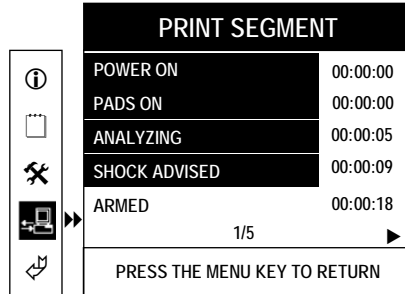 PRINT SEGMENT
POWER ON 00:00:00
PADS ON 00:00:00
ANALYZING 00:00:05
SHOCK ADVISED 00:00:09
ARMED 00:00:18
1/5
PRESS THE MENU KEY TO RETURN